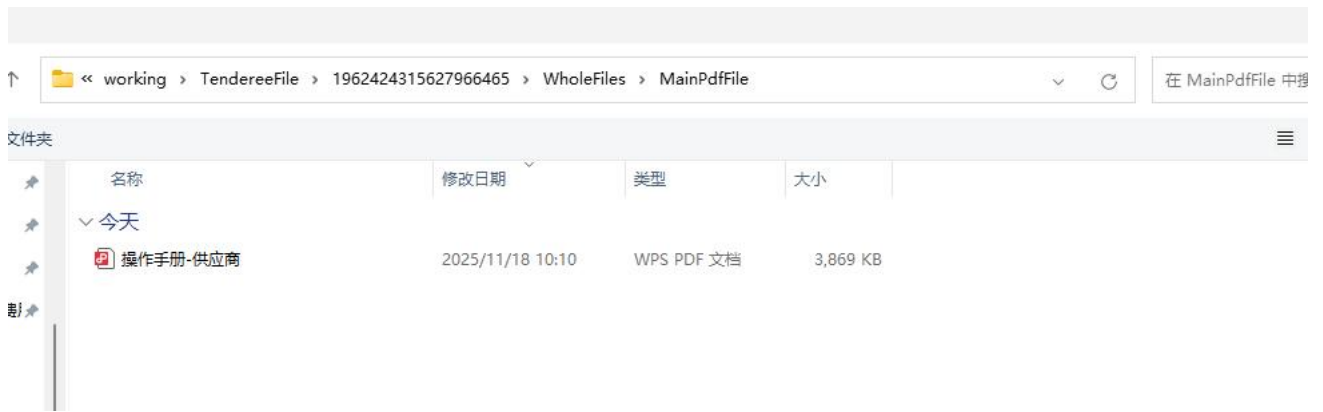 « working › TendereeFile › 1962424315627966465 › WholeFiles › MainPdfFile 在 MainPdfFile 中搜
文件夹
名称 修改日期 类型 大小
今天
操作手册-供应商 2025/11/18 10:10 WPS PDF 文档 3,869 KB